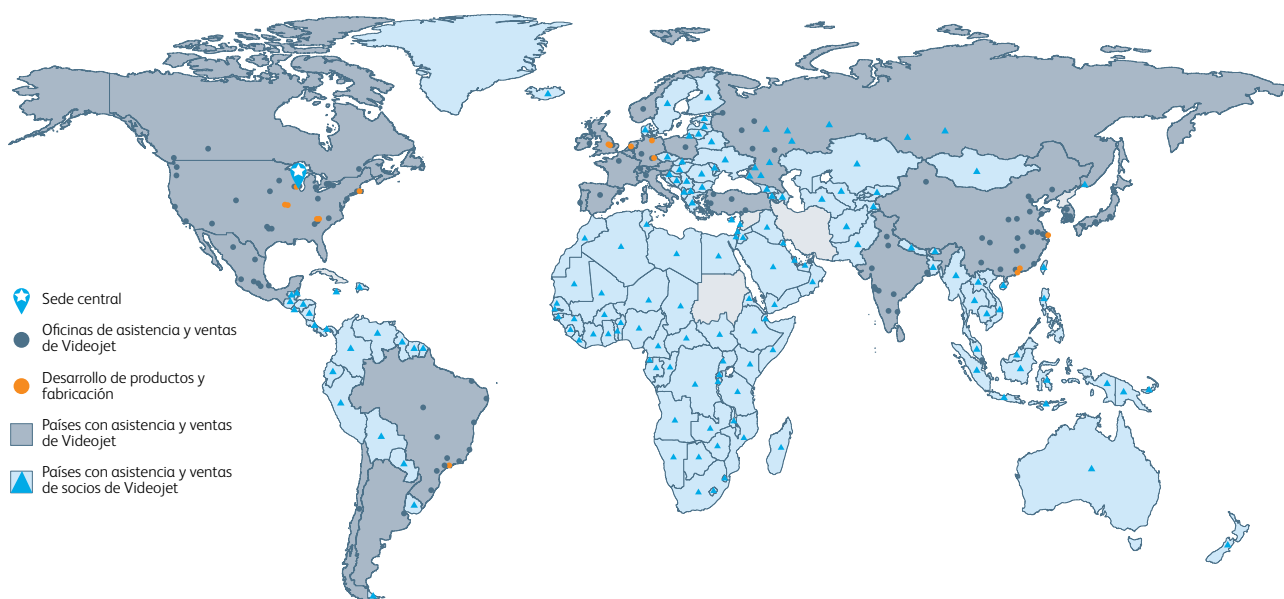 Sede central
Oficinas de asistencia y ventas
de Videojet
Desarrollo de productos y
fabricación
Países con asistencia y ventas
de Videojet
Países con asistencia y ventas
de socios de Videojet